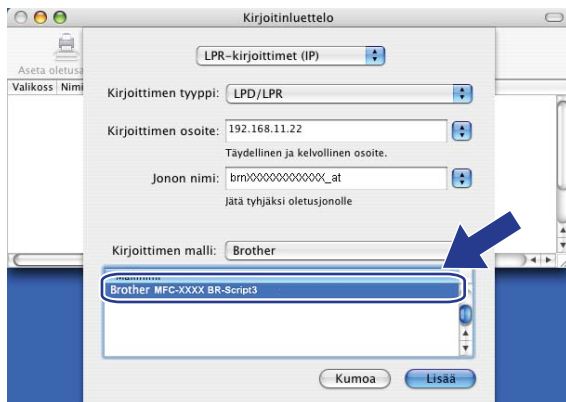 Kirjoitinluettelo
LPR-kirjoittimet (IP)
Aseta oletusa
Valikoss Nimi
Kirjoittimen tyyppi: LPD/LPR
Kirjoittimen osoite: 192.168.11.22
Täydellinen ja kelvollinen osoite.
Jonon nimi: brnXXXXXXXXXXXX_at
Jätä tyhjäksi oletusjonolle
Kirjoittimen malli: Brother
Brother MFC-XXXX BR-Script3
Kumoa Lisää